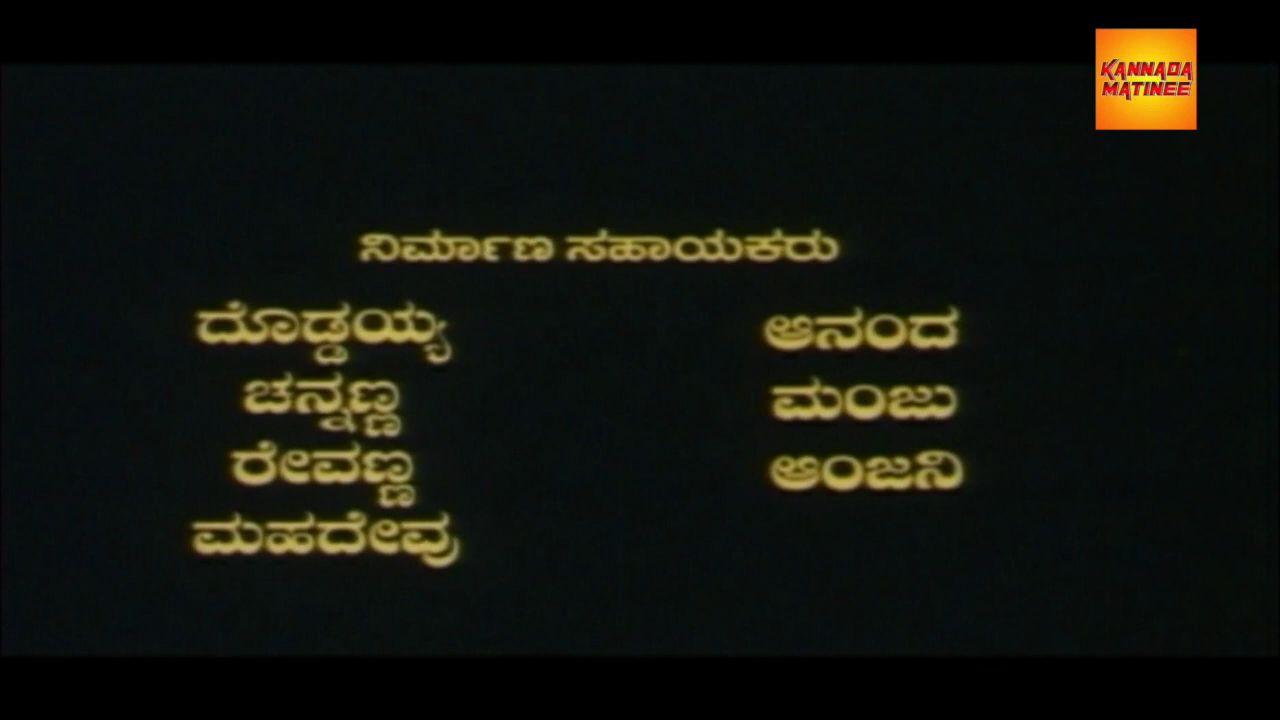 KANNADA
MATINEE
ನಿರ್ಮಾಣ ಸಹಾಯಕರು
ದೊಡ್ಡಯ್ಯ
ಚನ್ನಣ್ಣ
ರೇವಣ್ಣ
ಮಹದೇವು
ಆನಂದ
ಮಂಜು
ಆಂಜನಿ